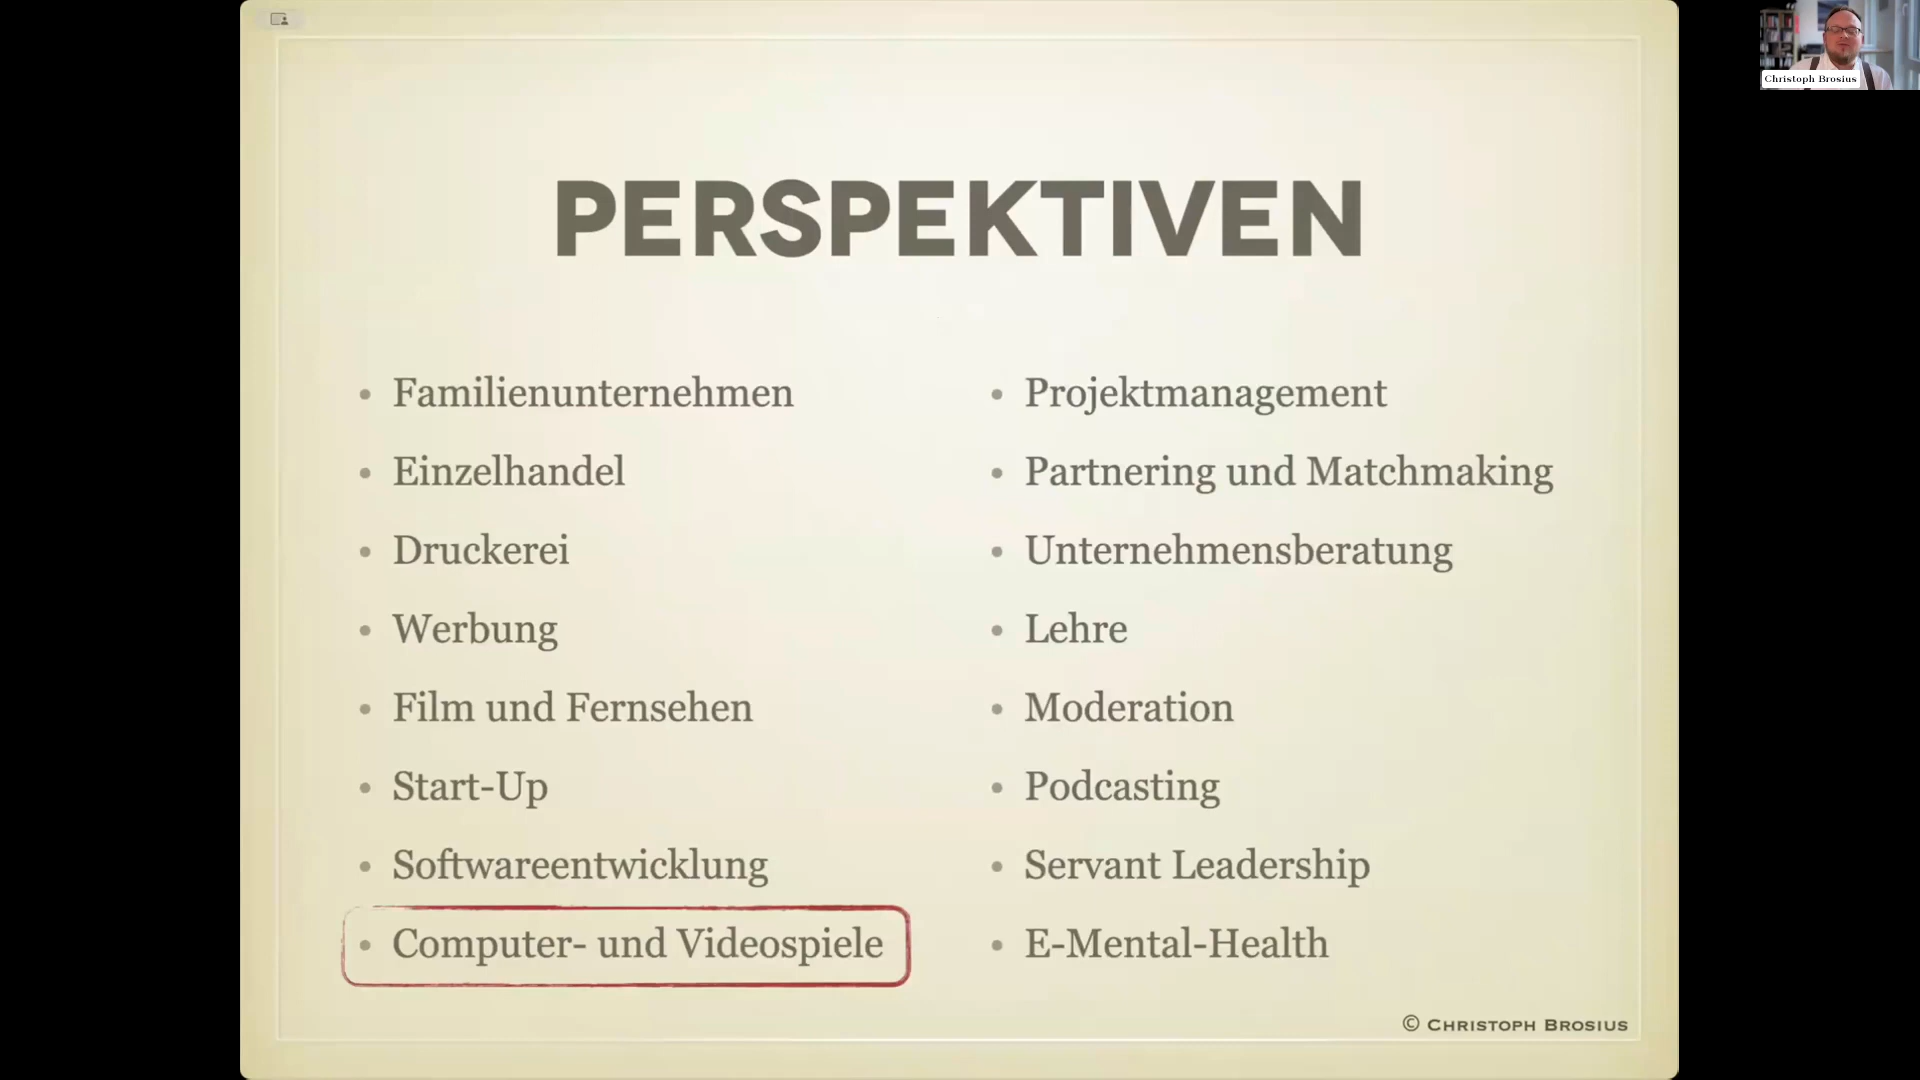 PERSPEKTIVEN
• Familienunternehmen
• Einzelhandel
• Druckerei
• Werbung
• Film und Fernsehen
• Start-Up
• Softwareentwicklung
• Computer- und Videospiele
• Projektmanagement
• Partnering und Matchmaking
• Unternehmensberatung
• Lehre
• Moderation
• Podcasting
• Servant Leadership
• E-Mental-Health
© Christoph Brosius
Christoph Brosius